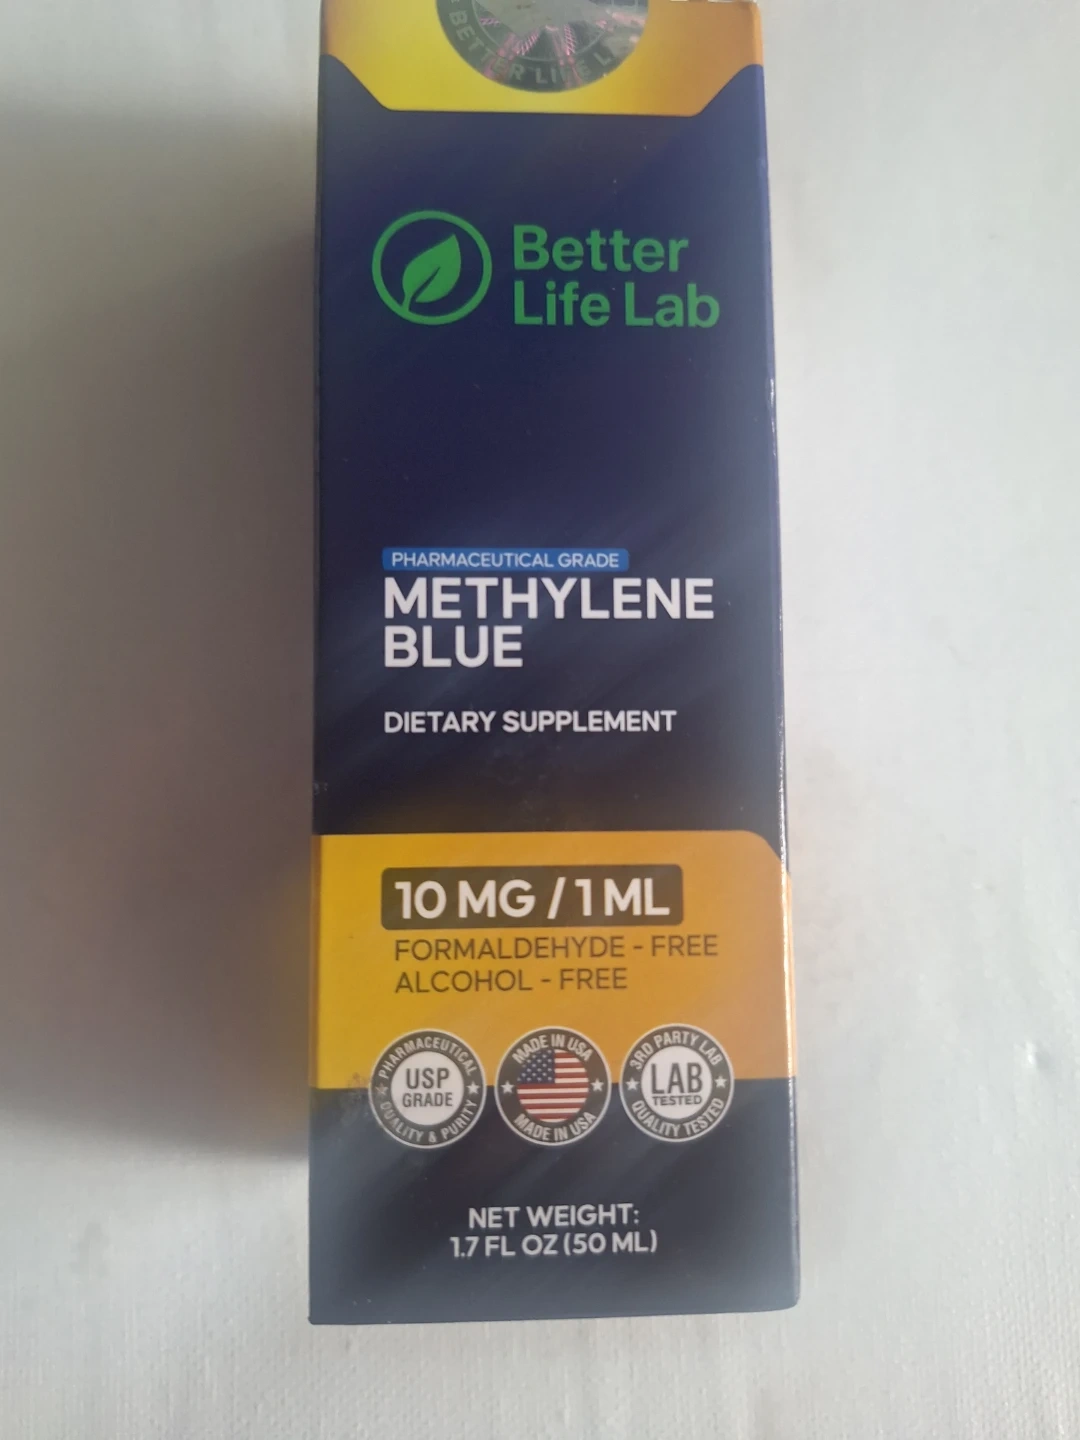 BETTER LIFE L
Better
Life Lab
PHARMACEUTICAL GRADE
METHYLENE
BLUE
DIETARY SUPPLEMENT
10 MG / 1 ML
FORMALDEHYDE - FREE
ALCOHOL - FREE
PHARMACEUTICAL
USP
GRADE
QUALITY & PURITY
MADE IN USA
MADE IN USA
3RD PARTY LAB
LAB
TESTED
QUALITY TESTED
NET WEIGHT:
1.7 FL OZ (50 ML)